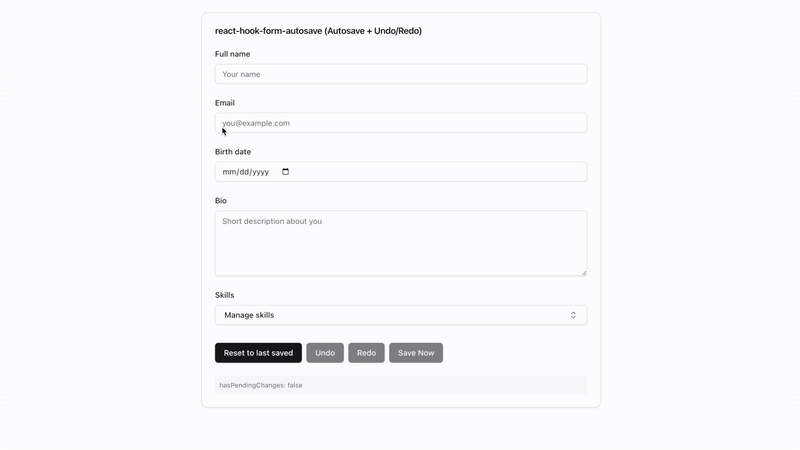 react-hook-form-autosave (Autosave + Undo/Redo)
Full name
Your name
Email
you@example.com
Birth date
mm/dd/yyyy
Bio
Short description about you
Skills
Manage skills
Reset to last saved Undo Redo Save Now
hasPendingChanges: false